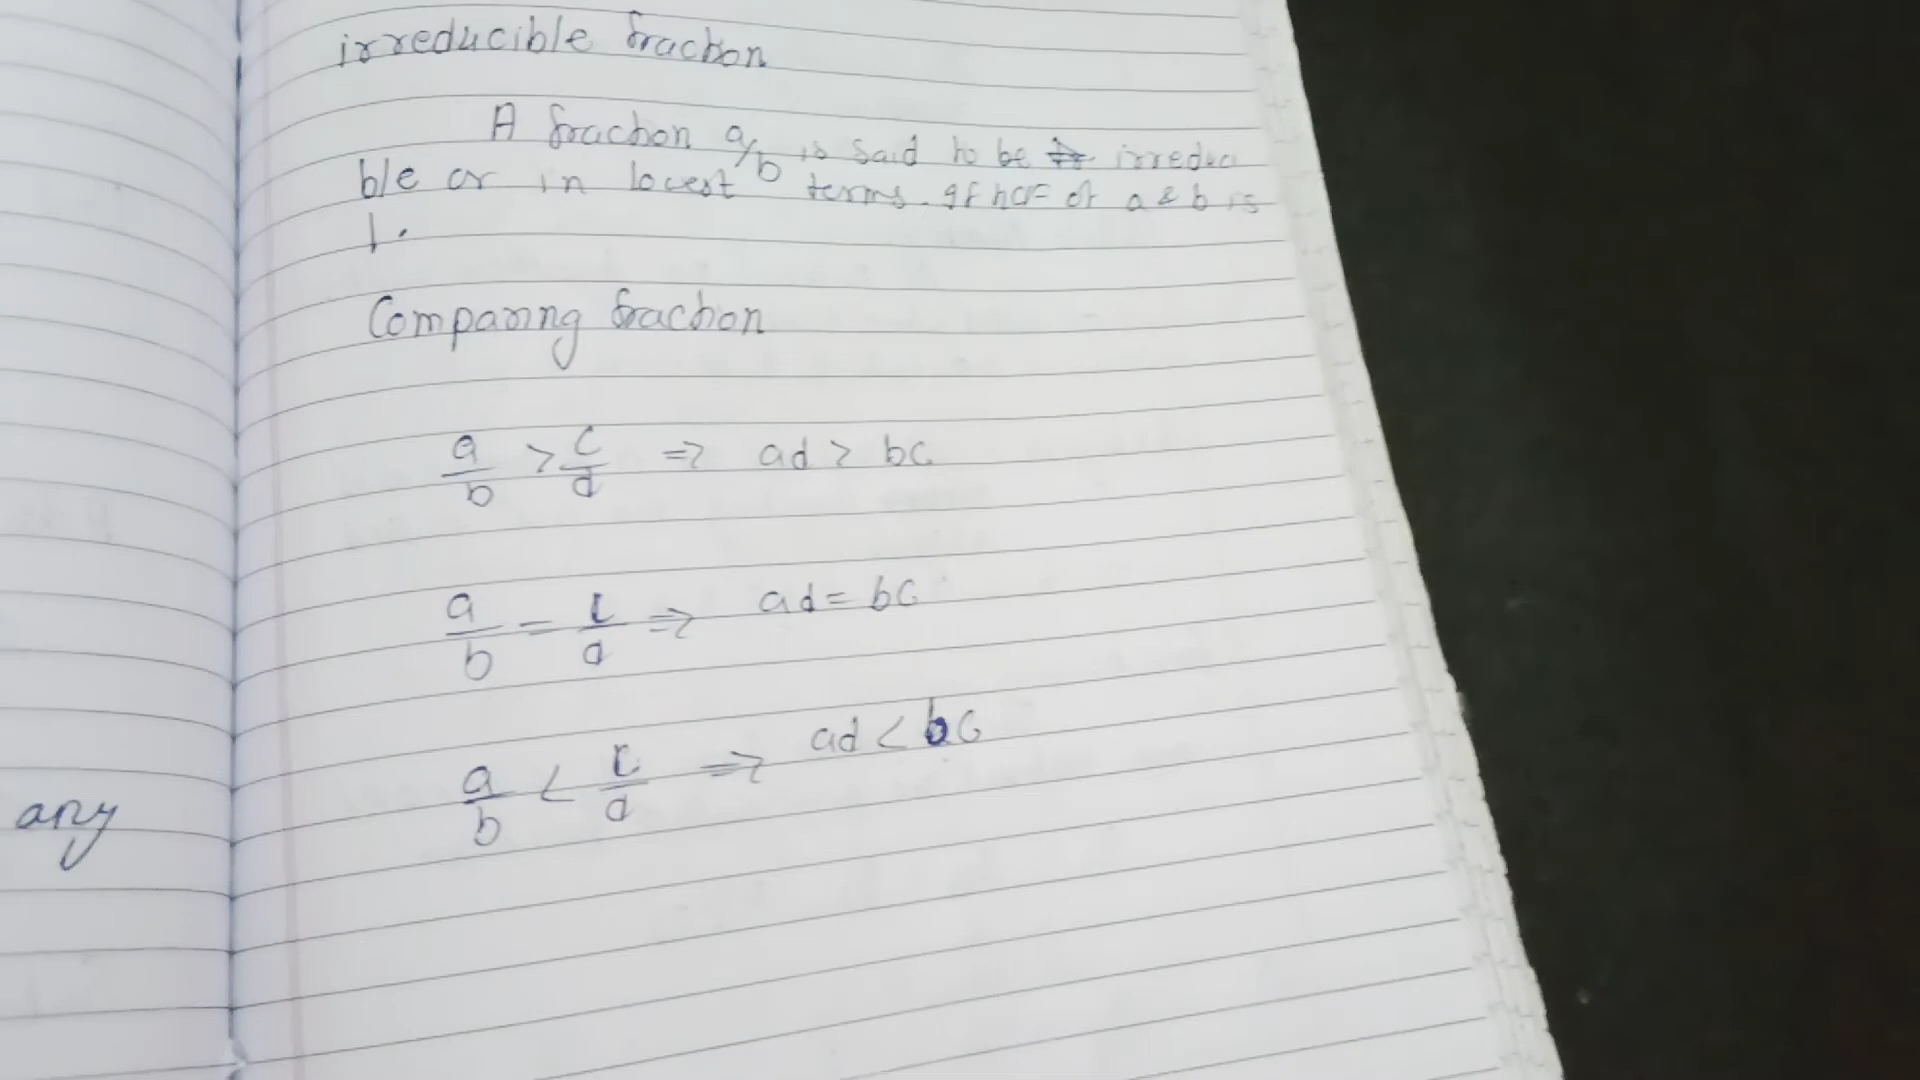 irreducible fraction
A fraction a/b is said to be irreduci
ble or in lowest terms. If HCF of a & b is
1.
Comparing fraction
a/b > c/d ⇒ ad > bc
a/b = c/d ⇒ ad = bc
a/b < c/d ⇒ ad < bc
any